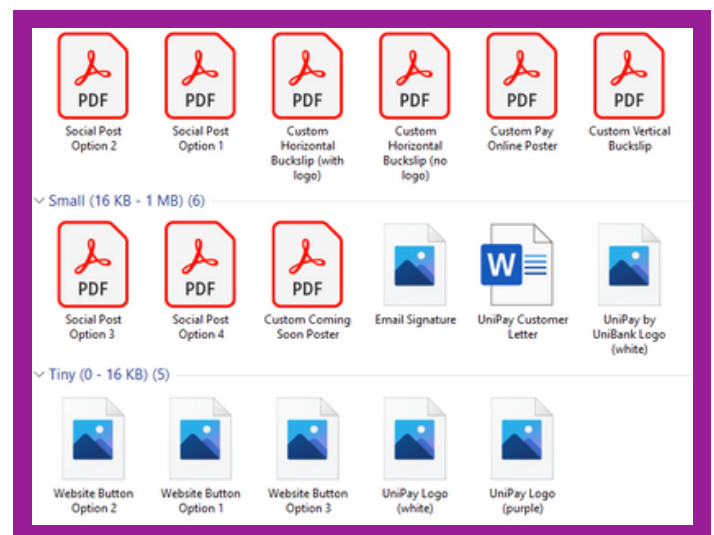 PDF PDF PDF PDF PDF PDF
Social Post Social Post Custom Custom Custom Pay Custom Vertical
Option 2 Option 1 Horizontal Horizontal Online Poster Buckslip
Buckslip (with Buckslip (no
logo) logo)
Small (16 KB - 1 MB) (6)
PDF PDF PDF W
Social Post Social Post Custom Coming Email Signature UniPay Customer UniPay by
Option 3 Option 4 Soon Poster Letter UniBank Logo
(white)
Tiny (0 - 16 KB) (5)
Website Button Website Button Website Button UniPay Logo UniPay Logo
Option 2 Option 1 Option 3 (white) (purple)